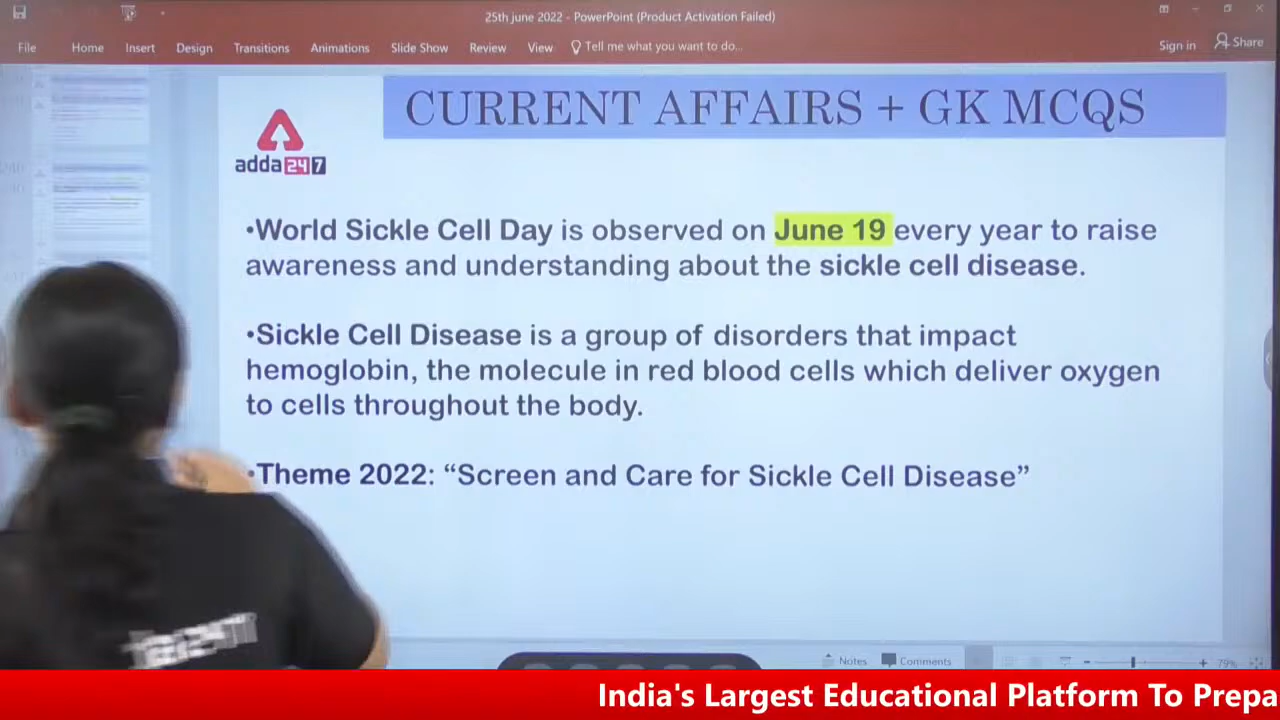 25th june 2022 - PowerPoint (Product Activation Failed)
File Home Insert Design Transitions Animations Slide Show Review View Tell me what you want to do... Sign in Share
CURRENT AFFAIRS + GK MCQS
adda247
•World Sickle Cell Day is observed on June 19 every year to raise
awareness and understanding about the sickle cell disease.
•Sickle Cell Disease is a group of disorders that impact
hemoglobin, the molecule in red blood cells which deliver oxygen
to cells throughout the body.
•Theme 2022: “Screen and Care for Sickle Cell Disease”
Notes Comments 79%
India's Largest Educational Platform To Prepa